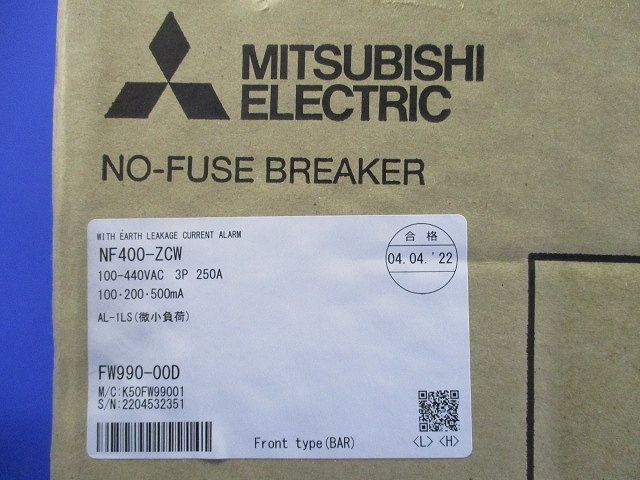 MITSUBISHI
ELECTRIC
NO-FUSE BREAKER
WITH EARTH LEAKAGE CURRENT ALARM
NF400-ZCW
100-440VAC 3P 250A
100・200・500mA
AL-1LS(微小負荷)
合格
04.04.'22
FW990-00D
M/C:K50FW99001
S/N:2204532351
Front type(BAR)
<L> <H>